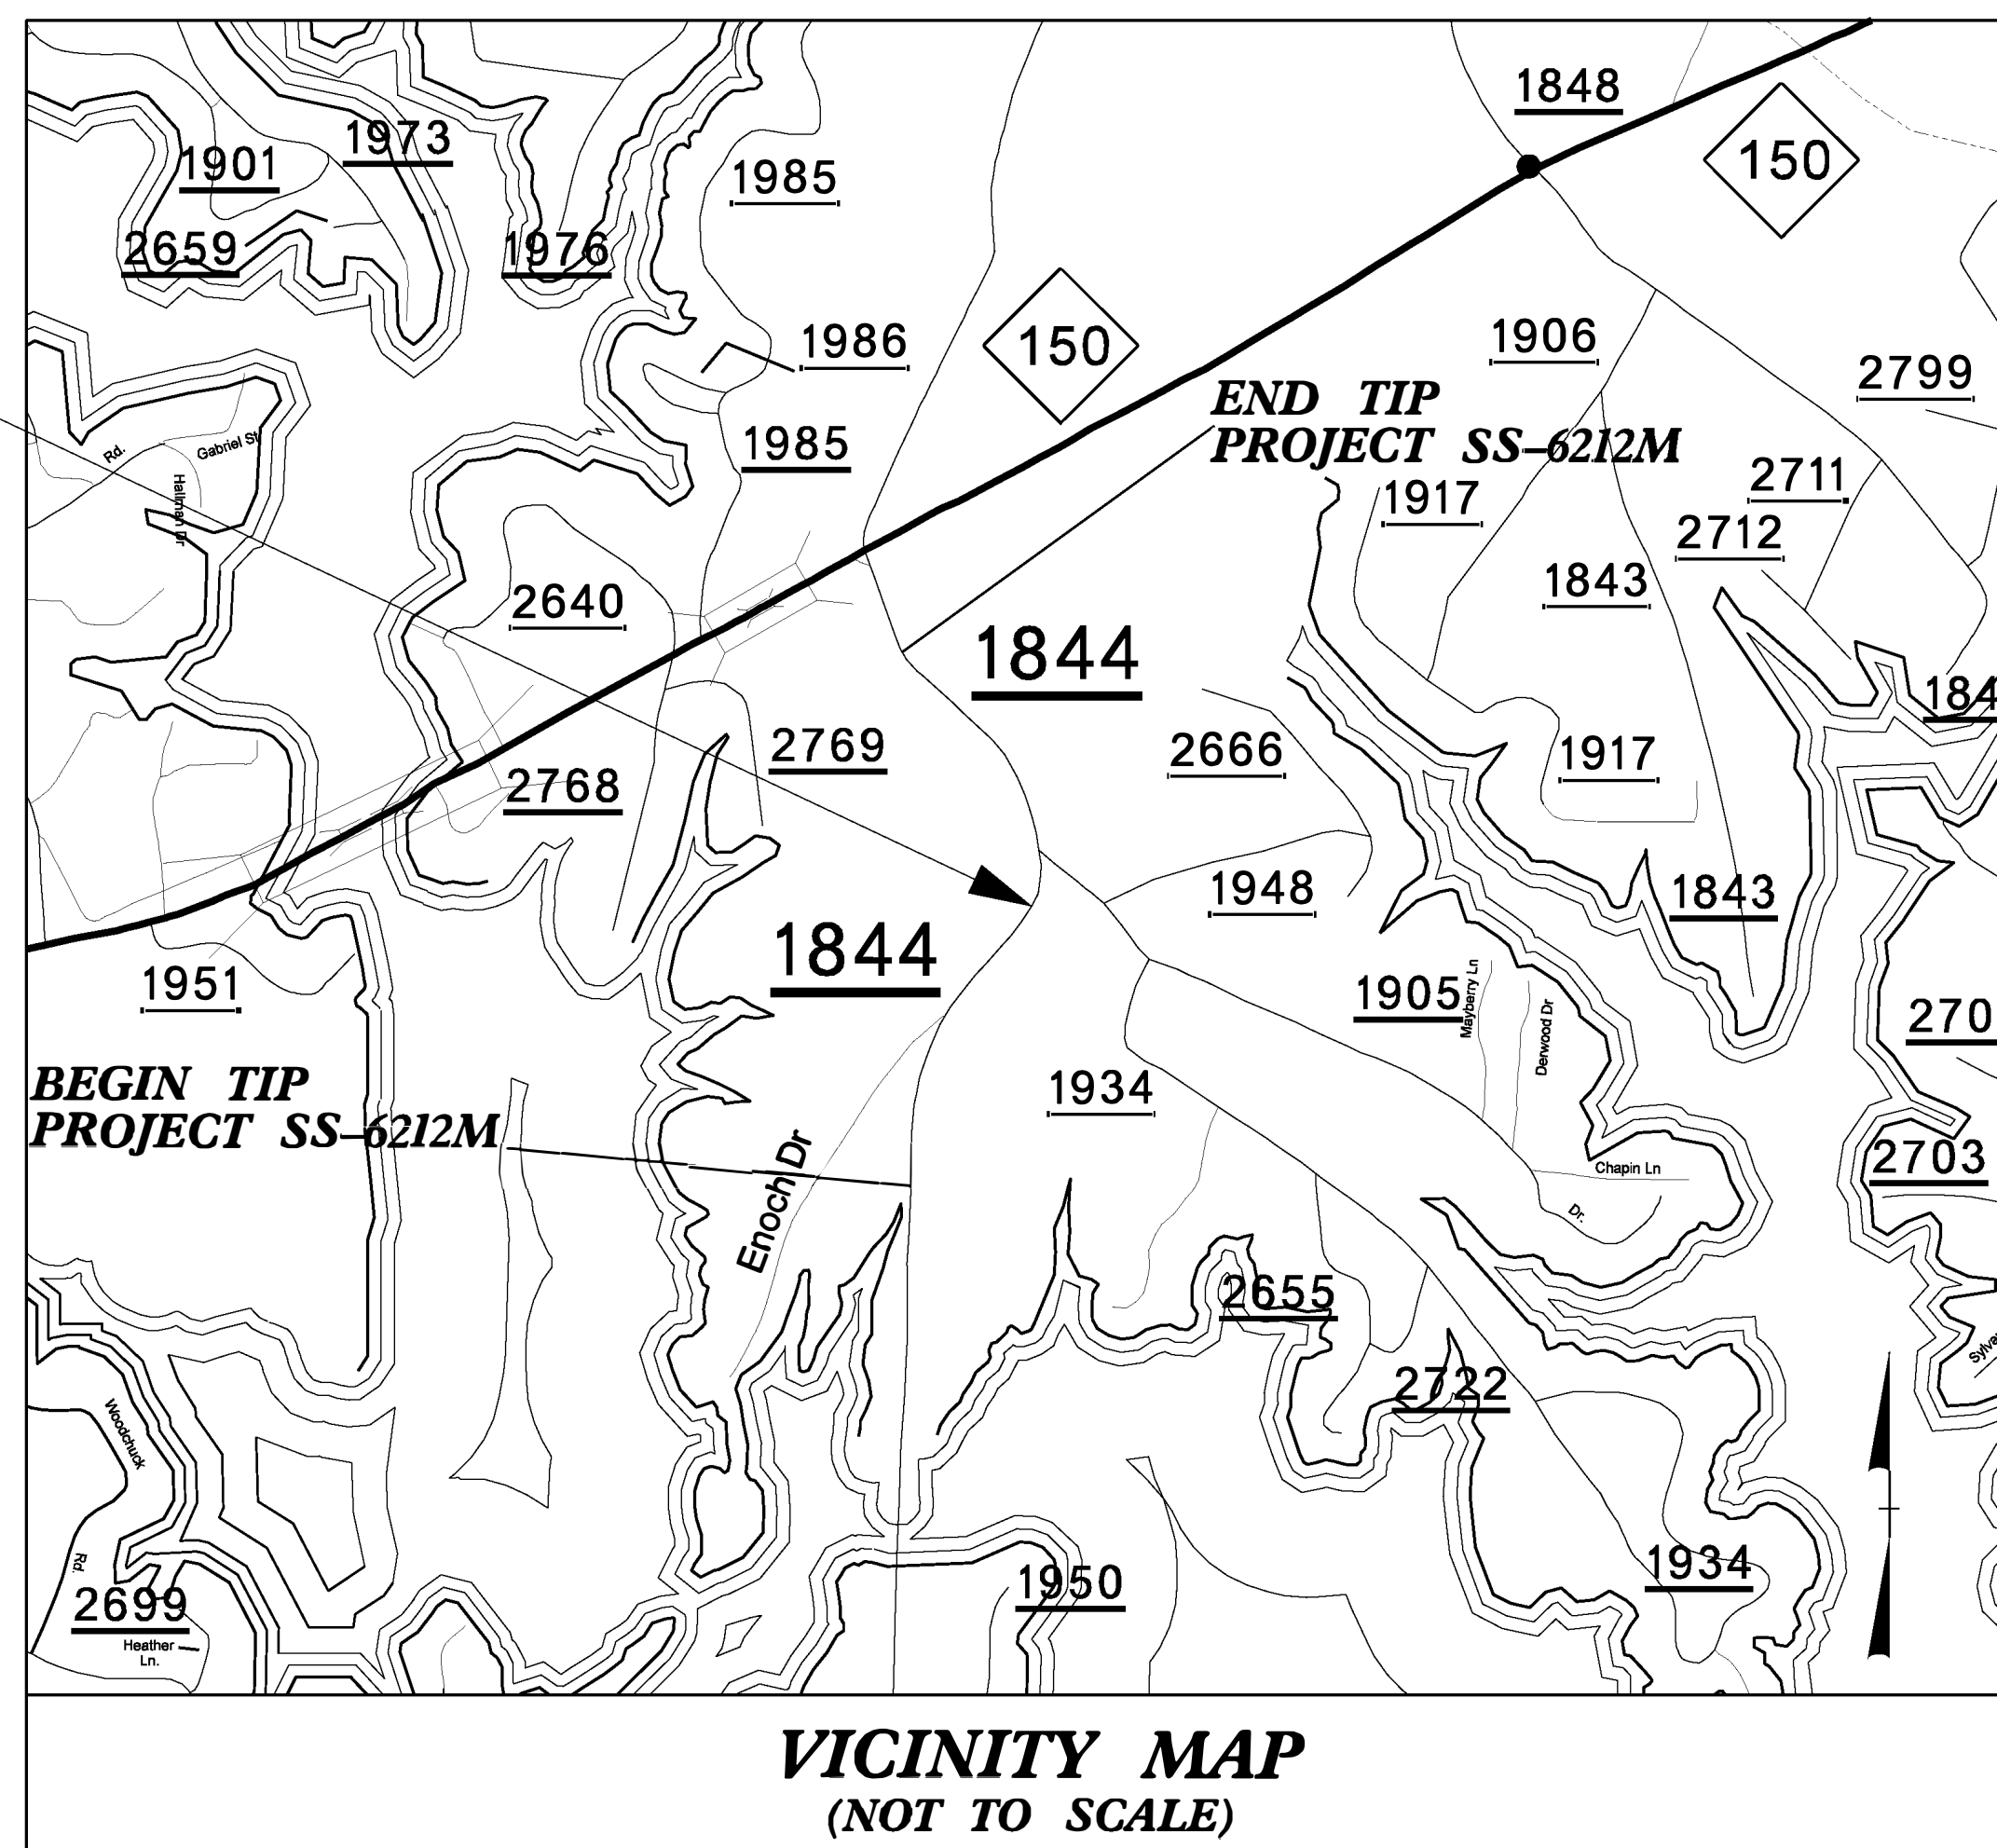 1848
150
1973
1901
1985
2659
1976
1986
150
1906
END TIP
PROJECT SS-6212M
2799
Rd.
Gabriel St
1985
Hallman Dr
1917
2711
2712
2640
1843
1844
184
2769
2666
1917
2768
1948
1843
1844
1951
1905
Mayberry Ln
Derwood Dr
270
BEGIN TIP
PROJECT SS-6212M
1934
Enoch Dr
2703
Chapin Ln
Dr.
2655
Sylva
2722
Woodchuck
Rd.
1950
1934
2699
Heather
Ln.
VICINITY MAP
(NOT TO SCALE)